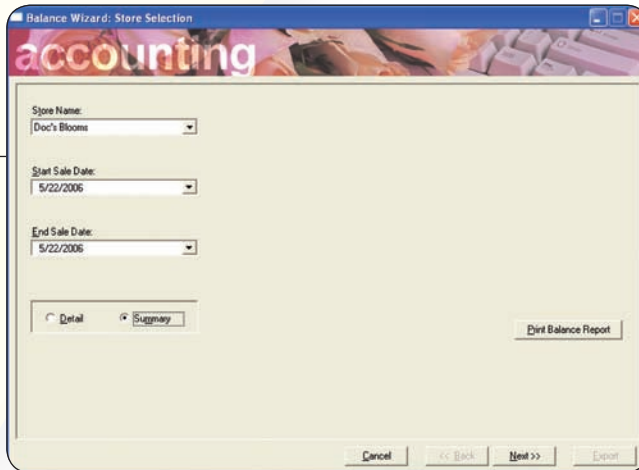 Balance Wizard: Store Selection
accounting
Store Name:
Doc's Blooms
Start Sale Date:
5/22/2006
End Sale Date:
5/22/2006
Detail Summary
Print Balance Report
Cancel << Back Next >> Export